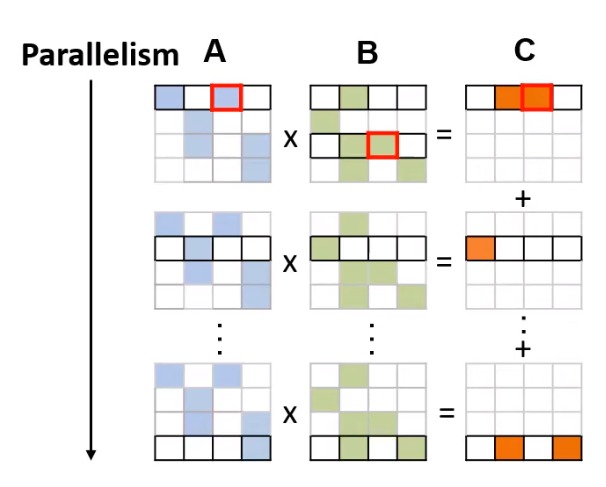 Parallelism A B C
x =
+
x =
⋮ ⋮ ⋮
+
x =